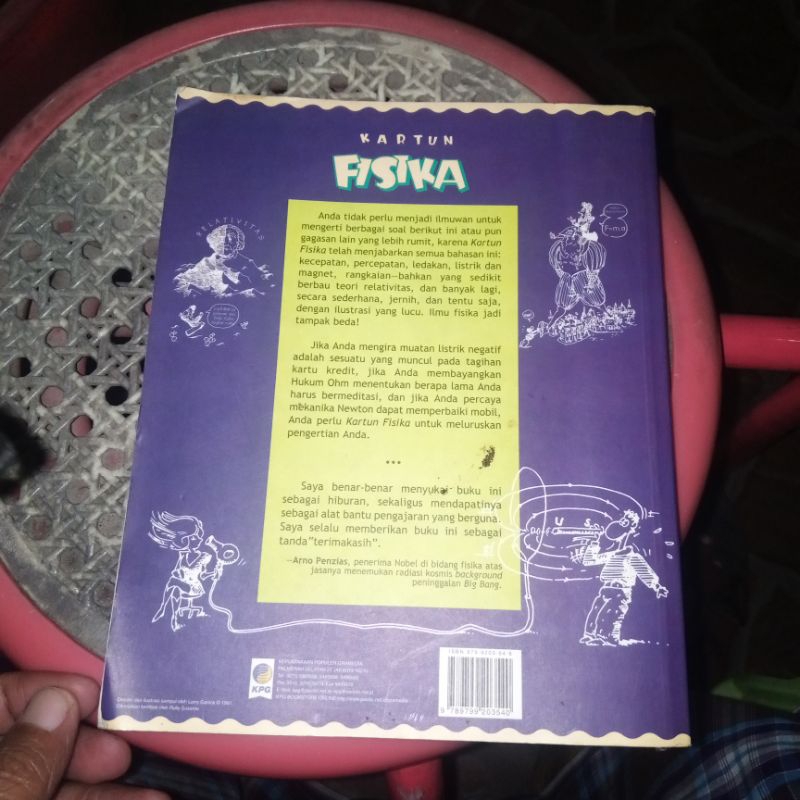 KARTUN
FISIKA
Anda tidak perlu menjadi ilmuwan untuk
mengerti berbagai soal berikut ini atau pun
gagasan lain yang lebih rumit, karena Kartun
Fisika telah menjabarkan semua bahasan ini:
kecepatan, percepatan, ledakan, listrik dan
magnet, rangkaian—bahkan yang sedikit
berbau teori relativitas, dan banyak lagi,
secara sederhana, jernih, dan tentu saja,
dengan ilustrasi yang lucu. Ilmu fisika jadi
tampak beda!
RELATIVITAS
F=m.a
Jika Anda mengira muatan listrik negatif
adalah sesuatu yang muncul pada tagihan
kartu kredit, jika Anda membayangkan
Hukum Ohm menentukan berapa lama Anda
harus bermeditasi, dan jika Anda percaya
mekanika Newton dapat memperbaiki mobil,
Anda perlu Kartun Fisika untuk meluruskan
pengertian Anda.
***
Saya benar-benar menyukai buku ini
sebagai hiburan, sekaligus mendapatinya
sebagai alat bantu pengajaran yang berguna.
Saya selalu memberikan buku ini sebagai
tanda"terimakasih".
—Arno Penzias, penerima Nobel di bidang fisika atas
jasanya menemukan radiasi kosmis background
peninggalan Big Bang.
U S
KPG
KEPUSTAKAAN POPULER GRAMEDIA
9 789799 203540